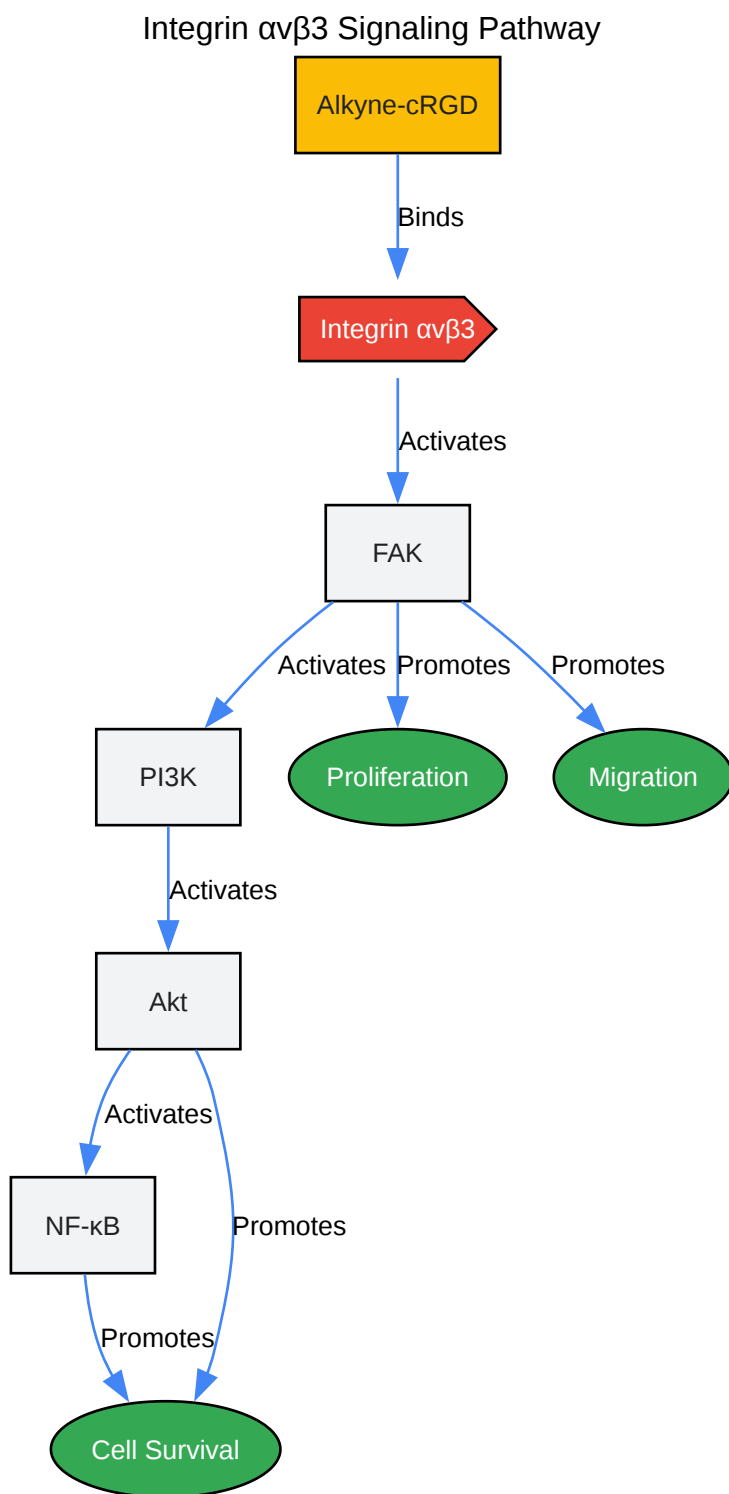 Integrin αvβ3 Signaling Pathway
Alkyne-cRGD
Binds
Integrin αvβ3
Activates
FAK
Activates
Promotes
Promotes
PI3K
Proliferation
Migration
Activates
Akt
Activates
NF-κB
Promotes
Promotes
Cell Survival